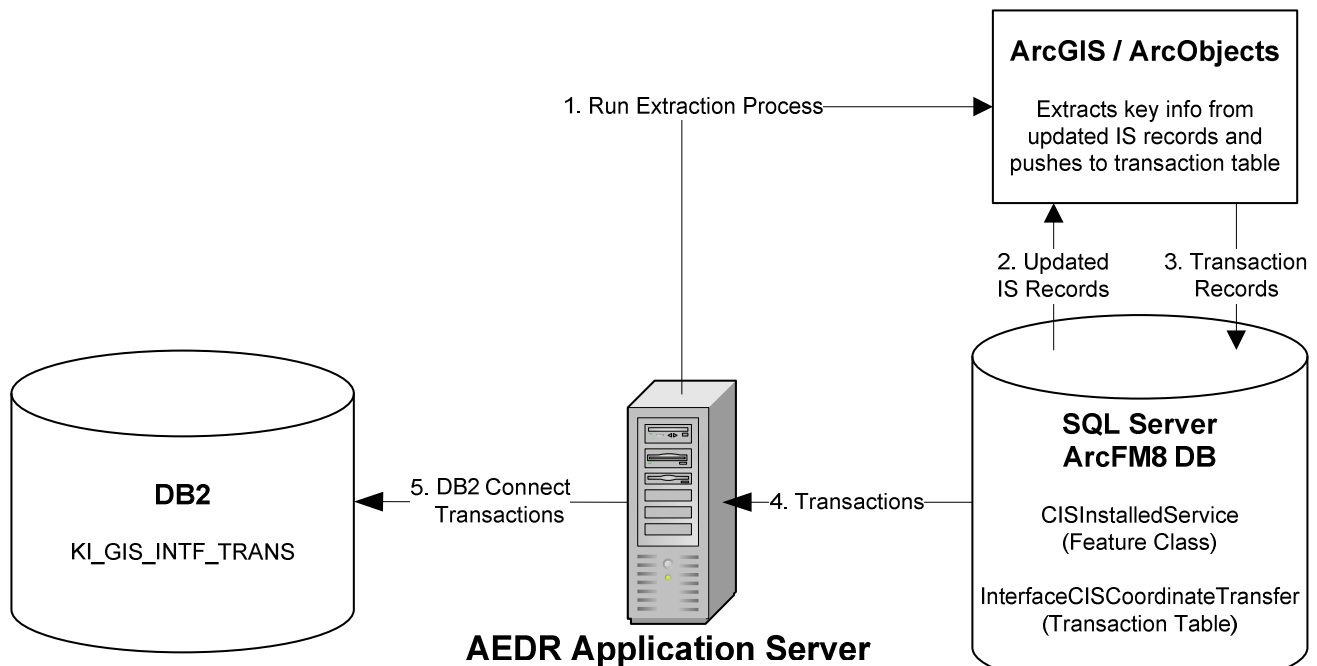 ArcGIS / ArcObjects
Extracts key info from
updated IS records and
pushes to transaction table
1. Run Extraction Process
2. Updated
IS Records
3. Transaction
Records
SQL Server
ArcFM8 DB
CISInstalledService
(Feature Class)
InterfaceCISCoordinateTransfer
(Transaction Table)
4. Transactions
5. DB2 Connect
Transactions
DB2
KI_GIS_INTF_TRANS
AEDR Application Server